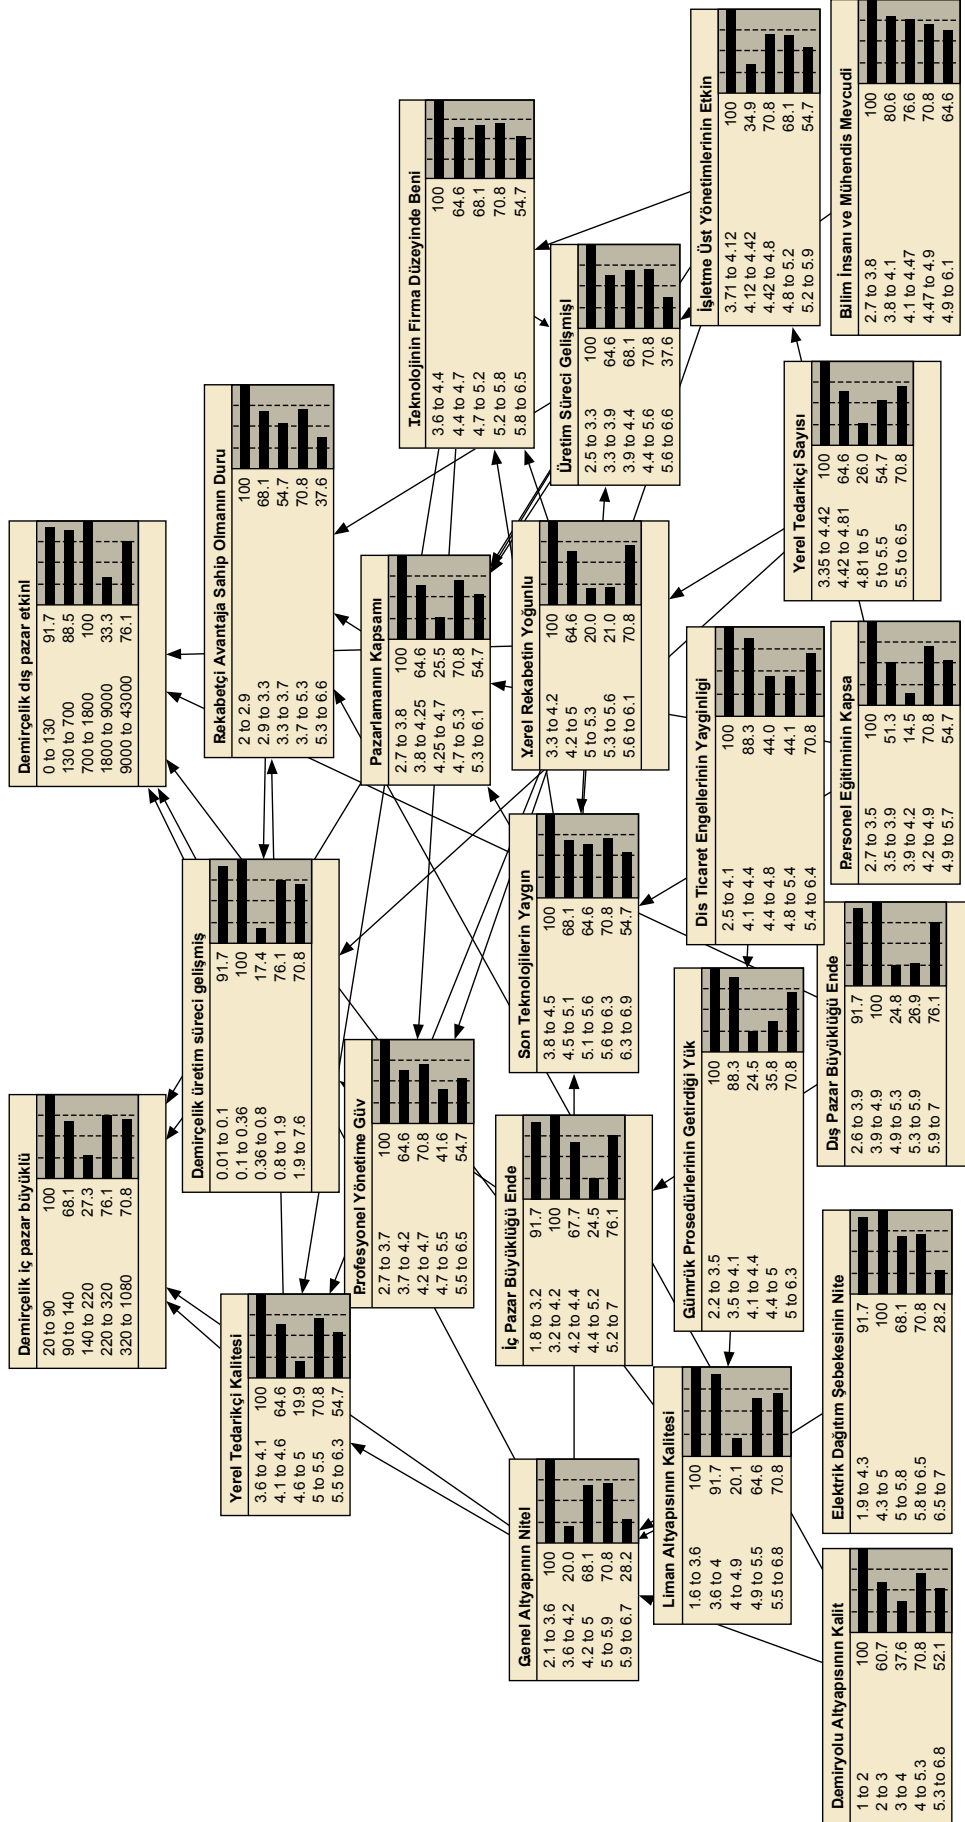 Demirçelik iç pazar büyüklü
20 to 90 100
90 to 140 68.1
140 to 220 27.3
220 to 320 76.1
320 to 1080 70.8
Demirçelik dış pazar etkinl
0 to 130 91.7
130 to 700 88.5
700 to 1800 100
1800 to 9000 33.3
9000 to 43000 76.1
Demirçelik üretim süreci gelişmiş
0.01 to 0.1 91.7
0.1 to 0.36 100
0.36 to 0.8 17.4
0.8 to 1.9 76.1
1.9 to 7.6 70.8
Rekabetçi Avantaja Sahip Olmanın Duru
2 to 2.9 100
2.9 to 3.3 68.1
3.3 to 3.7 54.7
3.7 to 5.3 70.8
5.3 to 6.6 37.6
Yerel Tedarikçi Kalitesi
3.6 to 4.1 100
4.1 to 4.6 64.6
4.6 to 5 19.9
5 to 5.5 70.8
5.5 to 6.3 54.7
Profesyonel Yönetime Güv
2.7 to 3.7 100
3.7 to 4.2 64.6
4.2 to 4.7 70.8
4.7 to 5.5 41.6
5.5 to 6.5 54.7
Pazarlamanın Kapsamı
2.7 to 3.8 100
3.8 to 4.25 64.6
4.25 to 4.7 25.5
4.7 to 5.3 70.8
5.3 to 6.1 54.7
Teknolojinin Firma Düzeyinde Beni
3.6 to 4.4 100
4.4 to 4.7 64.6
4.7 to 5.2 68.1
5.2 to 5.8 70.8
5.8 to 6.5 54.7
Genel Altyapının Nitel
2.1 to 3.6 100
3.6 to 4.2 20.0
4.2 to 5 68.1
5 to 5.9 70.8
5.9 to 6.7 28.2
İç Pazar Büyüklüğü Ende
1.8 to 3.2 91.7
3.2 to 4.2 100
4.2 to 4.4 67.7
4.4 to 5.2 24.5
5.2 to 7 76.1
Son Teknolojilerin Yaygın
3.8 to 4.5 100
4.5 to 5.1 68.1
5.1 to 5.6 64.6
5.6 to 6.3 70.8
6.3 to 6.9 54.7
Yerel Rekabetin Yoğunlu
3.3 to 4.2 100
4.2 to 5 64.6
5 to 5.3 20.0
5.3 to 5.6 21.0
5.6 to 6.1 70.8
Üretim Süreci Gelişmişl
2.5 to 3.3 100
3.3 to 3.9 64.6
3.9 to 4.4 68.1
4.4 to 5.6 70.8
5.6 to 6.6 37.6
Liman Altyapısının Kalitesi
1.6 to 3.6 100
3.6 to 4 91.7
4 to 4.9 20.1
4.9 to 5.5 64.6
5.5 to 6.8 70.8
Gümrük Prosedürlerinin Getirdiği Yük
2.2 to 3.5 100
3.5 to 4.1 88.3
4.1 to 4.4 24.5
4.4 to 5 35.8
5 to 6.3 70.8
Dis Ticaret Engellerinin Yayginligi
2.5 to 4.1 100
4.1 to 4.4 88.3
4.4 to 4.8 44.0
4.8 to 5.4 44.1
5.4 to 6.4 70.8
İşletme Üst Yönetimlerinin Etkin
3.71 to 4.12 100
4.12 to 4.42 34.9
4.42 to 4.8 70.8
4.8 to 5.2 68.1
5.2 to 5.9 54.7
Yerel Tedarikçi Sayısı
3.35 to 4.42 100
4.42 to 4.81 64.6
4.81 to 5 26.0
5 to 5.5 54.7
5.5 to 6.5 70.8
Demiryolu Altyapısının Kalit
1 to 2 100
2 to 3 60.7
3 to 4 37.6
4 to 5.3 70.8
5.3 to 6.8 52.1
Elektrik Dağıtım Şebekesinin Nite
1.9 to 4.3 91.7
4.3 to 5 100
5 to 5.8 68.1
5.8 to 6.5 70.8
6.5 to 7 28.2
Dış Pazar Büyüklüğü Ende
2.6 to 3.9 91.7
3.9 to 4.9 100
4.9 to 5.3 24.8
5.3 to 5.9 26.9
5.9 to 7 76.1
Personel Eğitiminin Kapsa
2.7 to 3.5 100
3.5 to 3.9 51.3
3.9 to 4.2 14.5
4.2 to 4.9 70.8
4.9 to 5.7 54.7
Bilim İnsanı ve Mühendis Mevcudi
2.7 to 3.8 100
3.8 to 4.1 80.6
4.1 to 4.47 76.6
4.47 to 4.9 70.8
4.9 to 6.1 64.6